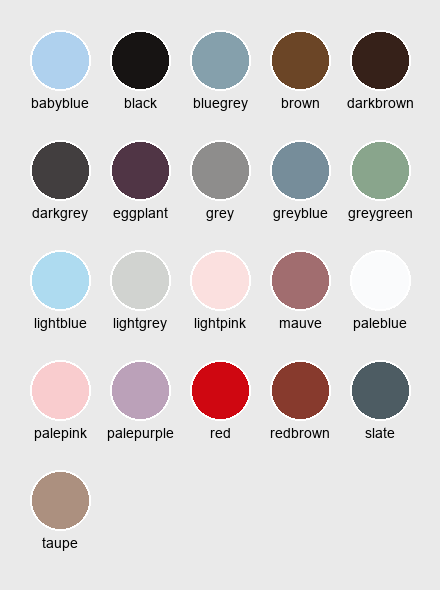 babyblue black bluegrey brown darkbrown
darkgrey eggplant grey greyblue greygreen
lightblue lightgrey lightpink mauve paleblue
palepink palepurple red redbrown slate
taupe